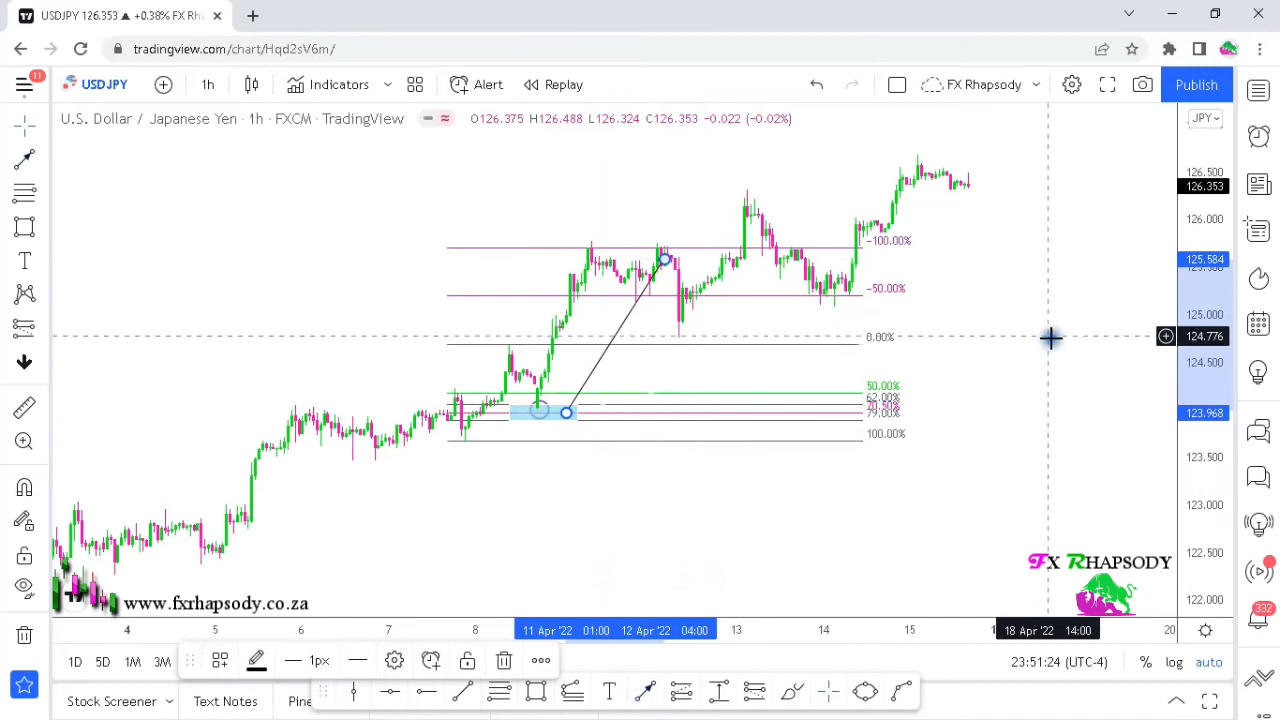 USDJPY 126.353 ▲ +0.38% FX Rh
tradingview.com/chart/Hqd2sV6m/
11
USDJPY
1h
Indicators
Alert
Replay
FX Rhapsody
Publish
U.S. Dollar / Japanese Yen · 1h · FXCM · TradingView
O126.375 H126.488 L126.324 C126.353 -0.022 (-0.02%)
JPY
126.500
126.353
126.000
-100.00%
125.584
-50.00%
125.000
0.00%
124.776
124.500
50.00%
62.00%
70.50%
79.00%
123.968
100.00%
123.500
123.000
122.500
122.000
FX RHAPSODY
www.fxrhapsody.co.za
332
4
5
6
7
8
11 Apr '22
01:00
12 Apr '22
04:00
13
14
15
18 Apr '22
14:00
20
1D
5D
1M
3M
1px
23:51:24 (UTC-4)
%
log
auto
Stock Screener
Text Notes
Pine